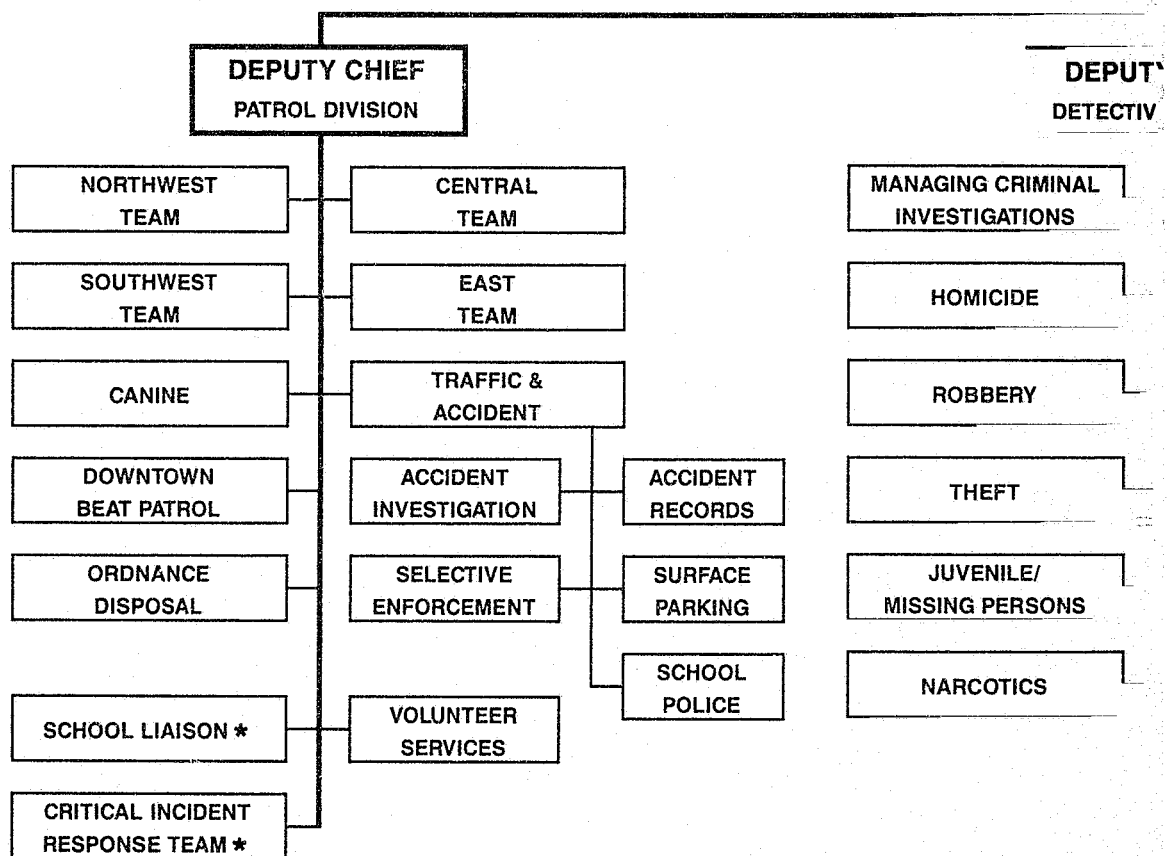 DEPUTY CHIEF
PATROL DIVISION
NORTHWEST
TEAM
CENTRAL
TEAM
SOUTHWEST
TEAM
EAST
TEAM
CANINE
TRAFFIC &
ACCIDENT
DOWNTOWN
BEAT PATROL
ACCIDENT
INVESTIGATION
ACCIDENT
RECORDS
ORDNANCE
DISPOSAL
SELECTIVE
ENFORCEMENT
SURFACE
PARKING
SCHOOL
POLICE
SCHOOL LIAISON *
VOLUNTEER
SERVICES
CRITICAL INCIDENT
RESPONSE TEAM *
DEPUT
DETECTIV
MANAGING CRIMINAL
INVESTIGATIONS
HOMICIDE
ROBBERY
THEFT
JUVENILE/
MISSING PERSONS
NARCOTICS